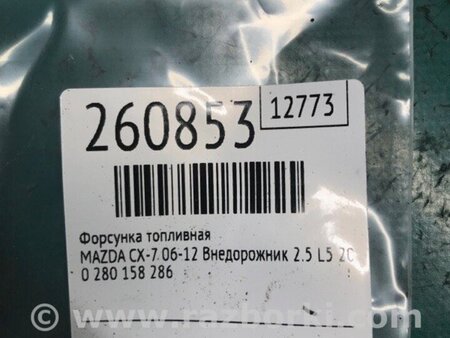 260853 12773
Форсунка топливная
MAZDA CX-7 06-12 Внедорожник 2.5 L5 20
0 280 158 286
© www.razborki.com